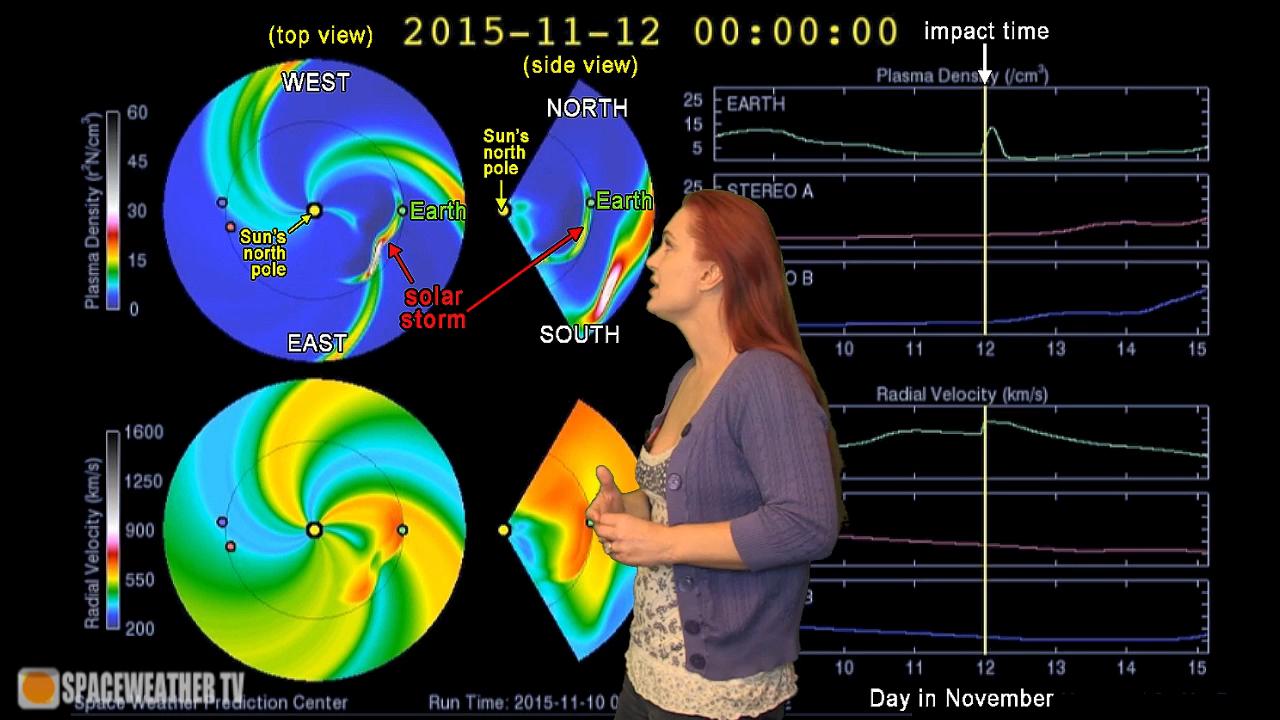 (top view)
2015-11-12 00:00:00
impact time
(side view)
Plasma Density (/cm³)
WEST
NORTH
60
45
30
15
0
Plasma Density (r²N/cm³)
Sun's
north
pole
Earth
Sun's
north
pole
Earth
solar
storm
EAST
SOUTH
25
15
5
EARTH
25
STEREO A
O B
10 11 12 13 14 15
Radial Velocity (km/s)
1600
1250
900
550
200
Radial Velocity (km/s)
B
10 11 12 13 14 15
Day in November
SPACEWEATHER TV
Space Weather Prediction Center
Run Time: 2015-11-10 0